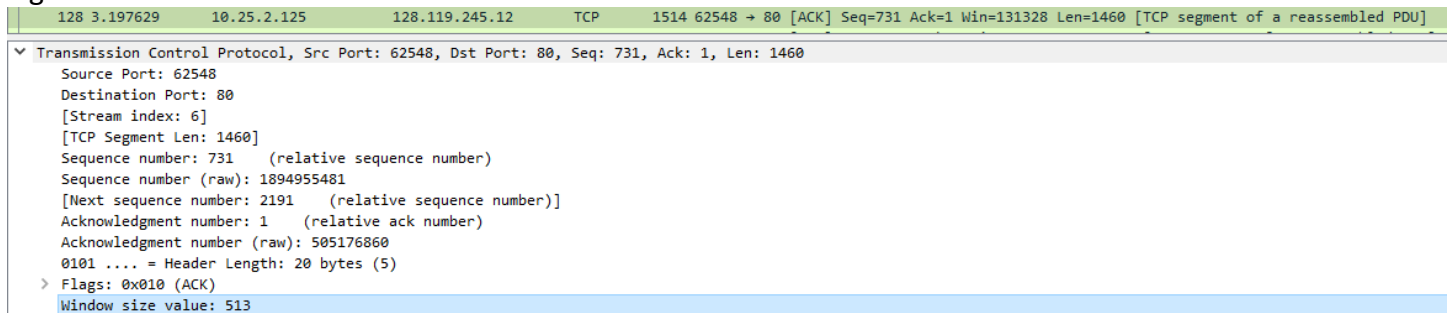 128 3.197629 10.25.2.125 128.119.245.12 TCP 1514 62548 → 80 [ACK] Seq=731 Ack=1 Win=131328 Len=1460 [TCP segment of a reassembled PDU]
Transmission Control Protocol, Src Port: 62548, Dst Port: 80, Seq: 731, Ack: 1, Len: 1460
Source Port: 62548
Destination Port: 80
[Stream index: 6]
[TCP Segment Len: 1460]
Sequence number: 731 (relative sequence number)
Sequence number (raw): 1894955481
[Next sequence number: 2191 (relative sequence number)]
Acknowledgment number: 1 (relative ack number)
Acknowledgment number (raw): 505176860
0101 .... = Header Length: 20 bytes (5)
Flags: 0x010 (ACK)
Window size value: 513